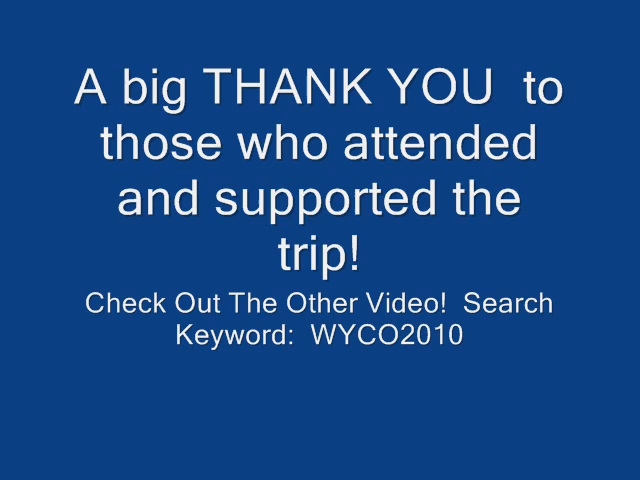 A big THANK YOU  to
those who attended
and supported the
trip!
Check Out The Other Video!  Search
Keyword:  WYCO2010